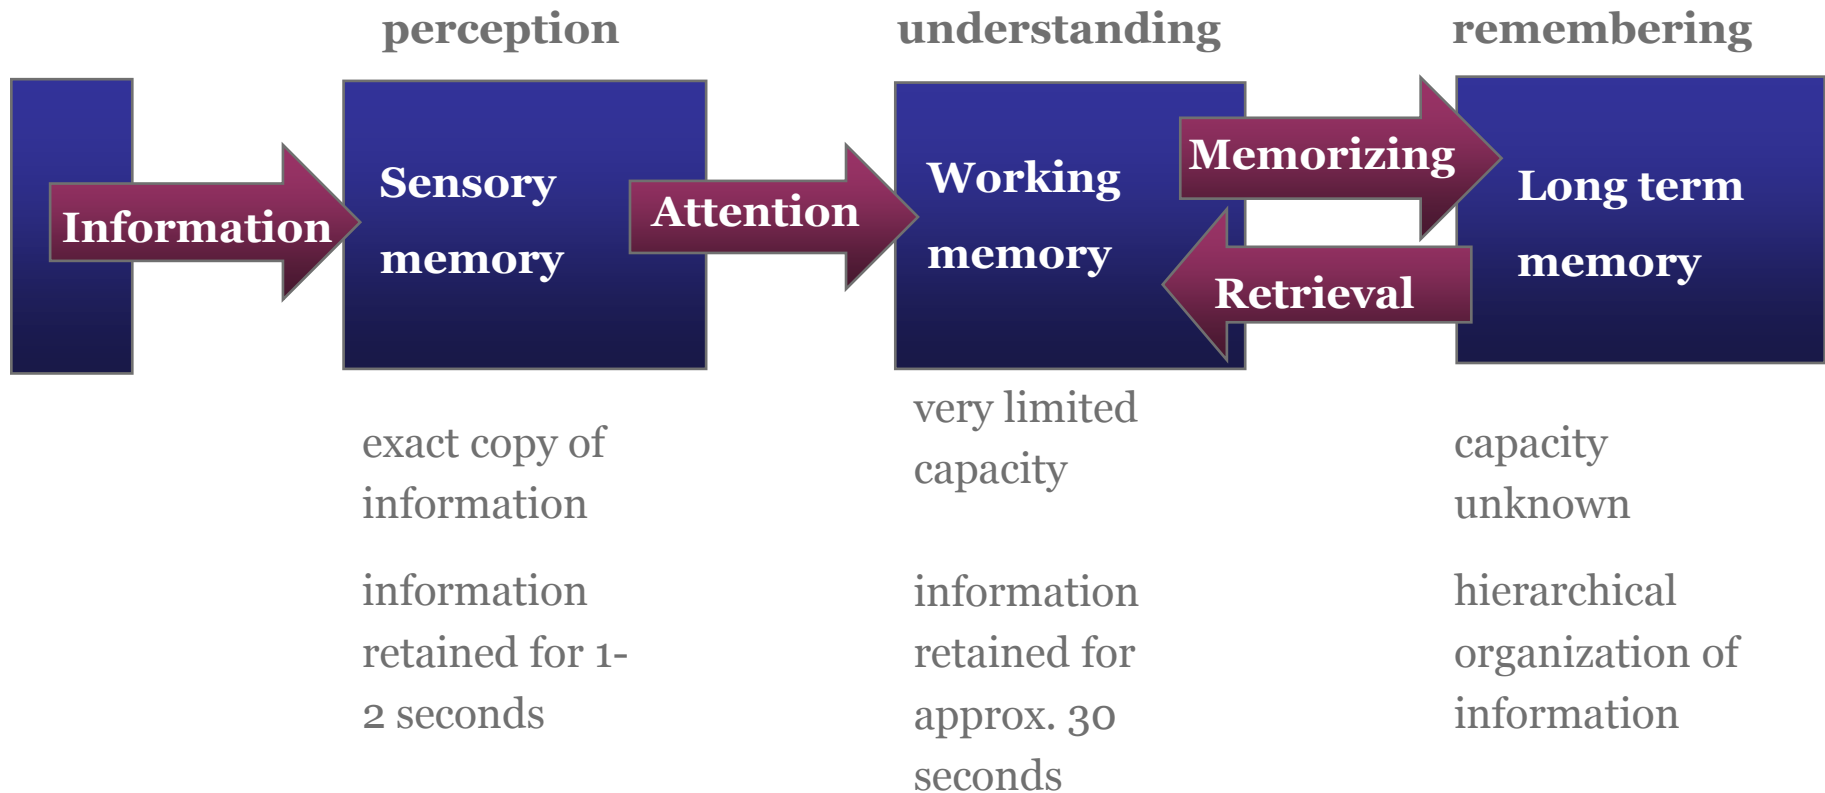 perception
understanding
remembering
Information
Sensory
memory
Attention
Working
memory
Memorizing
Retrieval
Long term
memory
exact copy of
information
information
retained for 1-
2 seconds
very limited
capacity
information
retained for
approx. 30
seconds
capacity
unknown
hierarchical
organization of
information